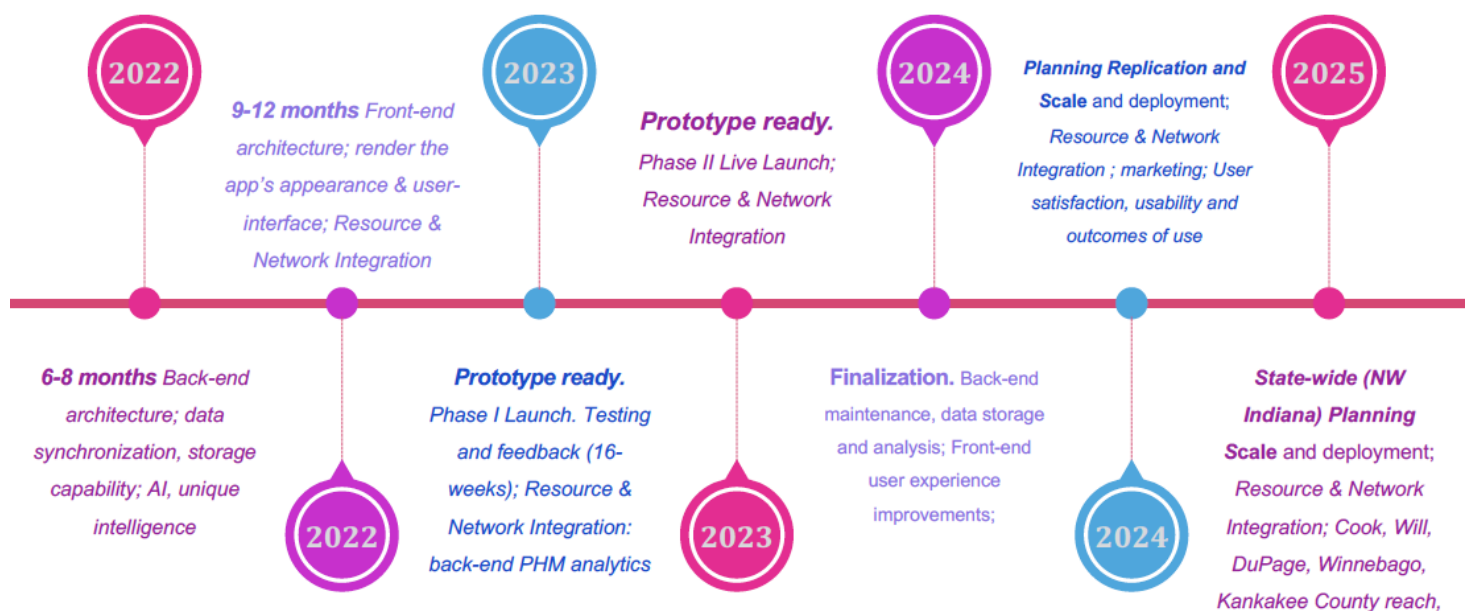 2022
6-8 months Back-end
architecture; data
synchronization, storage
capability; AI, unique
intelligence
9-12 months Front-end
architecture; render the
app's appearance & user-
interface; Resource &
Network Integration
2022
2023
Prototype ready.
Phase I Launch. Testing
and feedback (16-
weeks); Resource &
Network Integration:
back-end PHM analytics
Prototype ready.
Phase II Live Launch;
Resource & Network
Integration
2023
2024
Finalization. Back-end
maintenance, data storage
and analysis; Front-end
user experience
improvements;
Planning Replication and
Scale and deployment;
Resource & Network
Integration ; marketing; User
satisfaction, usability and
outcomes of use
2024
2025
State-wide (NW
Indiana) Planning
Scale and deployment;
Resource & Network
Integration; Cook, Will,
DuPage, Winnebago,
Kankakee County reach,